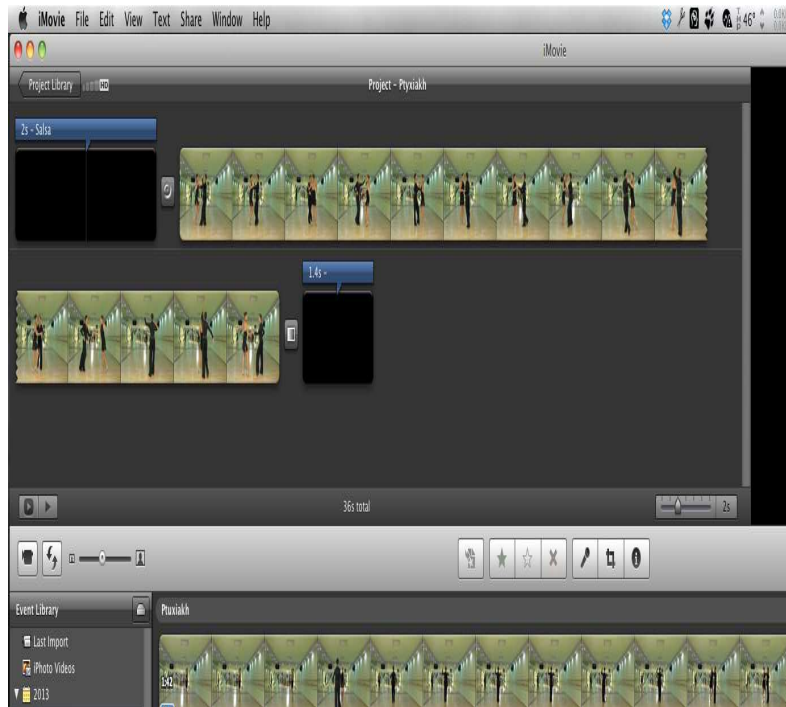 iMovie File Edit View Text Share Window Help 46°
iMovie
Project Library HD Project - Ptyxiakh
2s - Salsa
1.4s -
36s total 2s
Event Library Ptuxiakh
Last Import
iPhoto Videos 1:42
2013